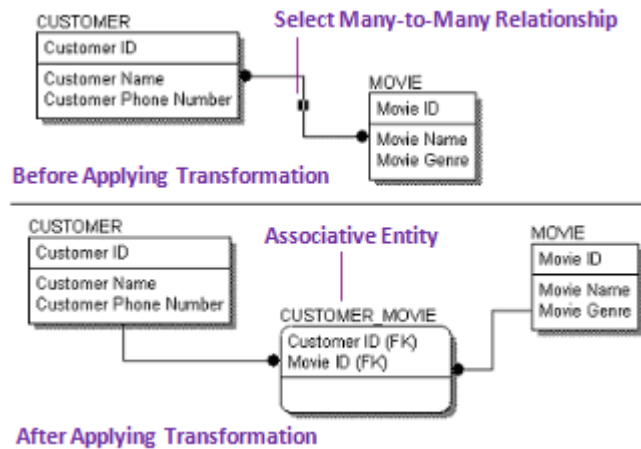 CUSTOMER
Select Many-to-Many Relationship
Customer ID
Customer Name
Customer Phone Number
MOVIE
Movie ID
Movie Name
Movie Genre
Before Applying Transformation
CUSTOMER
Customer ID
Customer Name
Customer Phone Number
Associative Entity
MOVIE
Movie ID
Movie Name
Movie Genre
CUSTOMER_MOVIE
Customer ID (FK)
Movie ID (FK)
After Applying Transformation